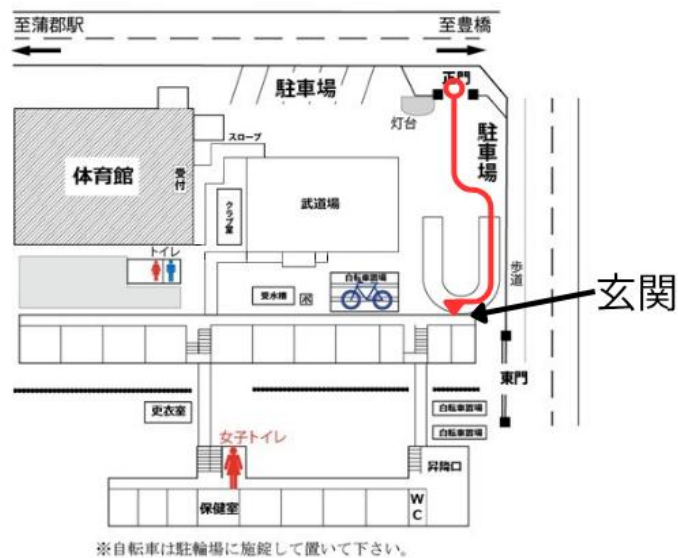 至蒲郡駅
至豊橋
正門
駐車場
灯台
駐車場
スロープ
体育館
受付
武道場
クラブ室
トイレ
自転車置場
歩道
玄関
受水槽
東門
更衣室
自転車置場
自転車置場
女子トイレ
昇降口
保健室
WC
※自転車は駐輪場に施錠して置いて下さい。